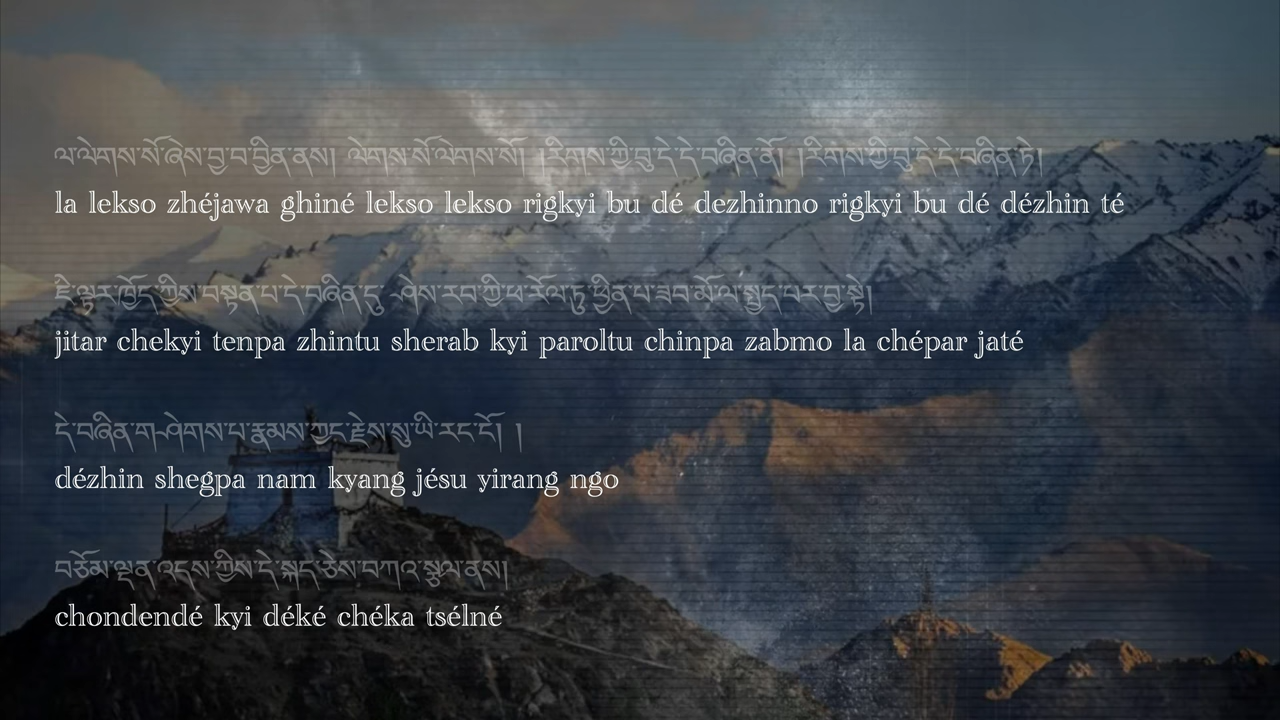 ལ་ལེགས་སོ་ཞེས་བྱ་བ་བྱིན་ནས། ལེགས་སོ་ལེགས་སོ། །རིགས་ཀྱི་བུ་དེ་དེ་བཞིན་ནོ། །རིགས་ཀྱི་བུ་དེ་དེ་བཞིན་ཏེ།
la lekso zhéjawa ghiné lekso lekso rigkyi bu dé dezhinno rigkyi bu dé dézhin té
ཇི་ལྟར་ཁྱོད་ཀྱིས་བསྟན་པ་དེ་བཞིན་དུ་ ཤེས་རབ་ཀྱི་ཕ་རོལ་ཏུ་ཕྱིན་པ་ཟབ་མོ་ལ་སྤྱད་པར་བྱ་སྟེ།
jitar chekyi tenpa zhintu sherab kyi paroltu chinpa zabmo la chépar jaté
དེ་བཞིན་གཤེགས་པ་རྣམས་ཀྱང་རྗེས་སུ་ཡི་རང་ངོ། །
dézhin shegpa nam kyang jésu yirang ngo
བཅོམ་ལྡན་འདས་ཀྱིས་དེ་སྐད་ཅེས་བཀའ་སྩལ་ནས།
chondendé kyi déké chéka tsélné